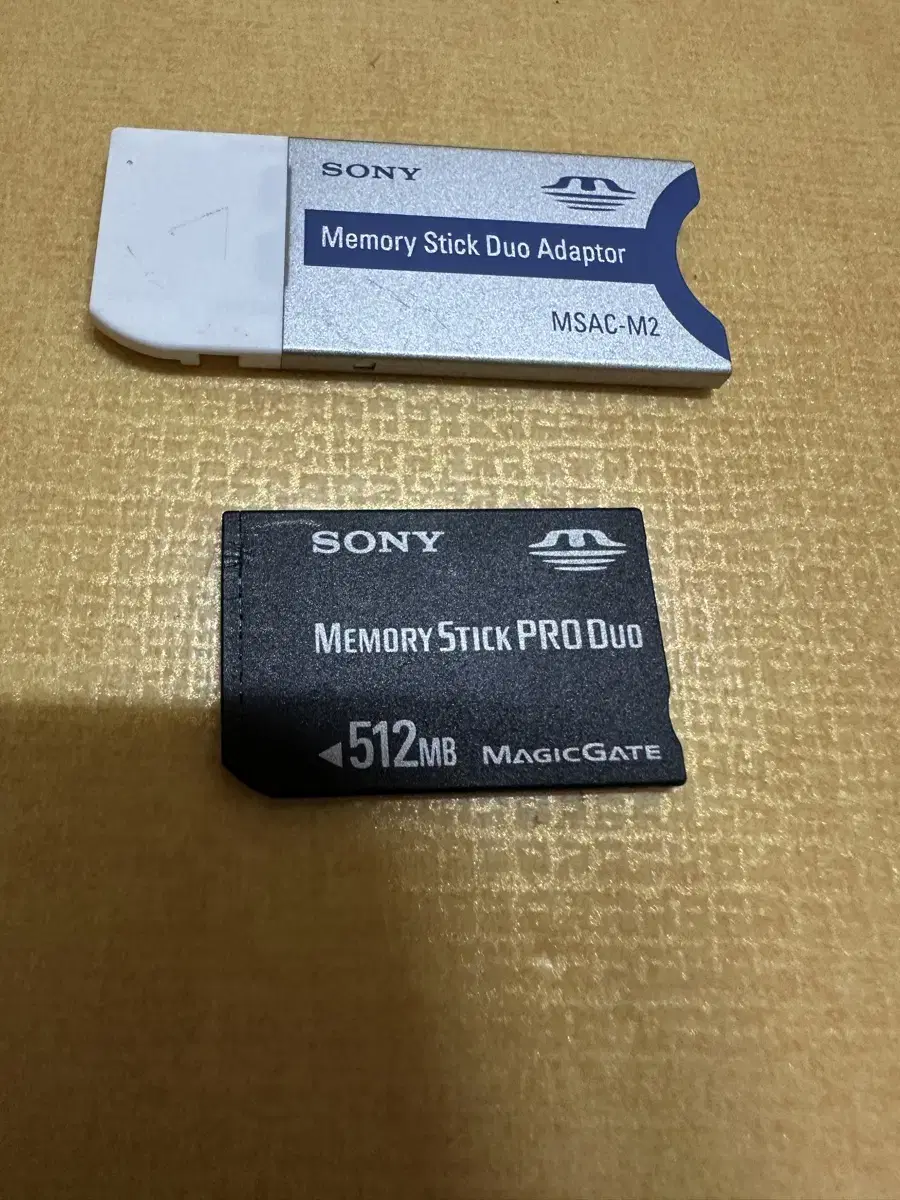 SONY
Memory Stick Duo Adaptor
MSAC-M2
SONY
MEMORY STICK PRO DUO
512MB MAGICGATE